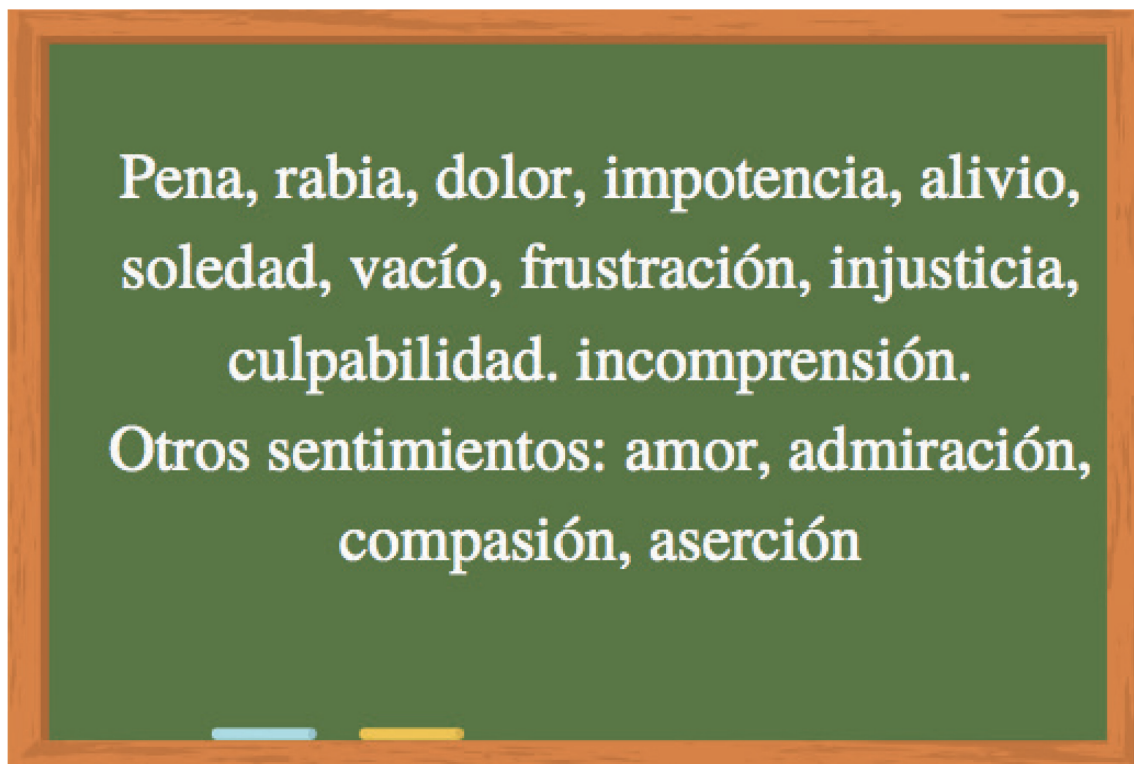 Pena, rabia, dolor, impotencia, alivio,
soledad, vacío, frustración, injusticia,
culpabilidad. incomprensión.
Otros sentimientos: amor, admiración,
compasión, aserción